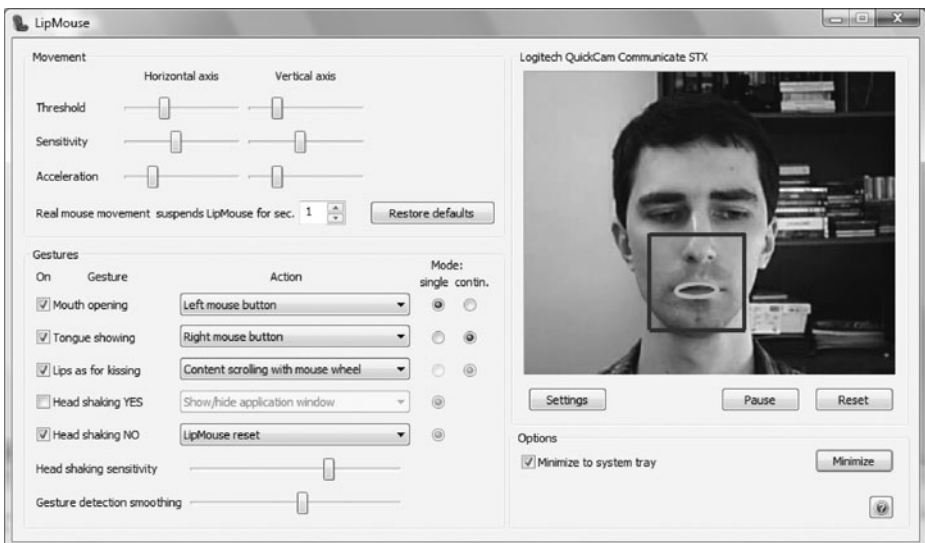 LipMouse
Movement
Horizontal axis Vertical axis
Threshold
Sensitivity
Acceleration
Real mouse movement suspends LipMouse for sec. 1 Restore defaults
Gestures
On Gesture Action Mode:
single contin.
Mouth opening Left mouse button
Tongue showing Right mouse button
Lips as for kissing Content scrolling with mouse wheel
Head shaking YES Show/hide application window
Head shaking NO LipMouse reset
Head shaking sensitivity
Gesture detection smoothing
Logitech QuickCam Communicate STX
Settings Pause Reset
Options
Minimize to system tray Minimize
?